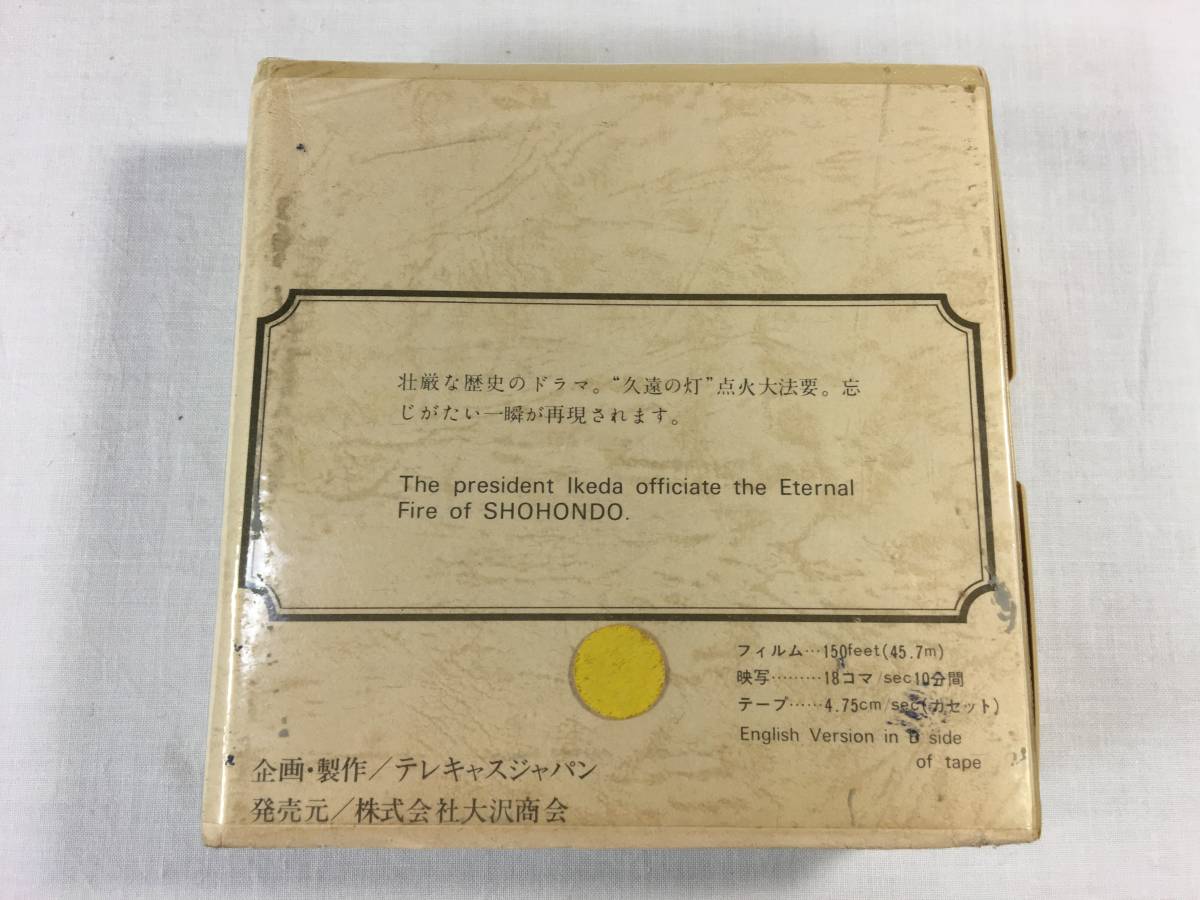 壮厳な歴史のドラマ。“久遠の灯”点火大法要。忘
じがたい一瞬が再現されます。
The president Ikeda officiate the Eternal
Fire of SHOHONDO.
フィルム…150feet(45.7m)
映写………18コマ/sec10分間
テープ……4.75cm/sec(カセット)
English Version in B side
of tape
企画・製作/テレキャスジャパン
発売元/株式会社大沢商会